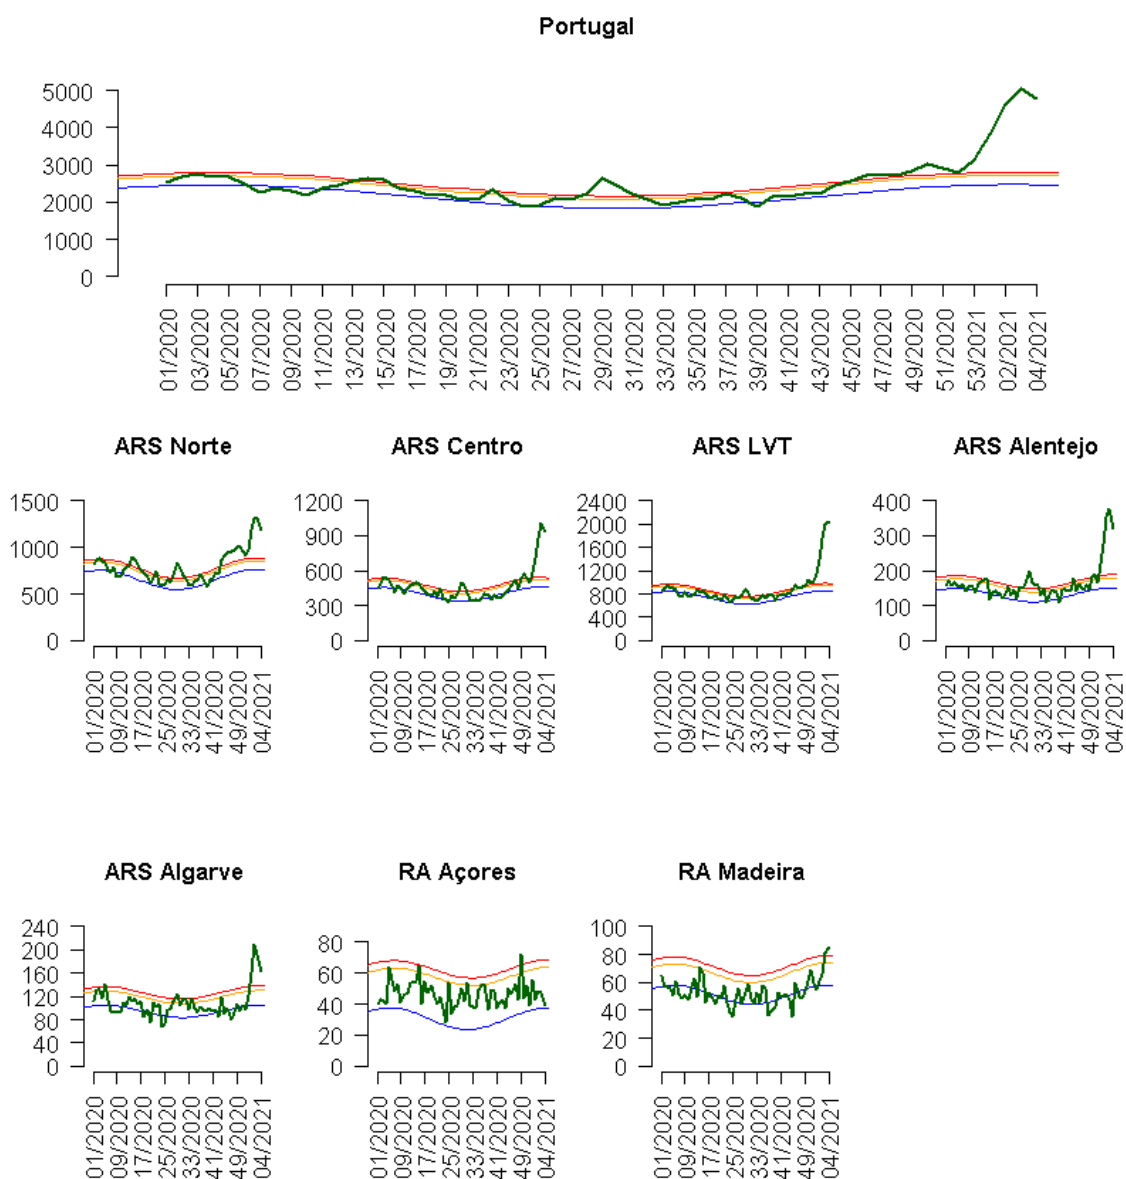 Portugal
5000
4000
3000
2000
1000
0
01/2020 03/2020 05/2020 07/2020 09/2020 11/2020 13/2020 15/2020 17/2020 19/2020 21/2020 23/2020 25/2020 27/2020 29/2020 31/2020 33/2020 35/2020 37/2020 39/2020 41/2020 43/2020 45/2020 47/2020 49/2020 51/2020 53/2021 02/2021 04/2021
ARS Norte
1500
1000
500
0
01/2020 09/2020 17/2020 25/2020 33/2020 41/2020 49/2020 04/2021
ARS Centro
1200
900
600
300
0
01/2020 09/2020 17/2020 25/2020 33/2020 41/2020 49/2020 04/2021
ARS LVT
2400
2000
1600
1200
800
400
0
01/2020 09/2020 17/2020 25/2020 33/2020 41/2020 49/2020 04/2021
ARS Alentejo
400
300
200
100
0
01/2020 09/2020 17/2020 25/2020 33/2020 41/2020 49/2020 04/2021
ARS Algarve
240
200
160
120
80
40
0
01/2020 09/2020 17/2020 25/2020 33/2020 41/2020 49/2020 04/2021
RA Açores
80
60
40
20
0
01/2020 09/2020 17/2020 25/2020 33/2020 41/2020 49/2020 04/2021
RA Madeira
100
80
60
40
20
0
01/2020 09/2020 17/2020 25/2020 33/2020 41/2020 49/2020 04/2021